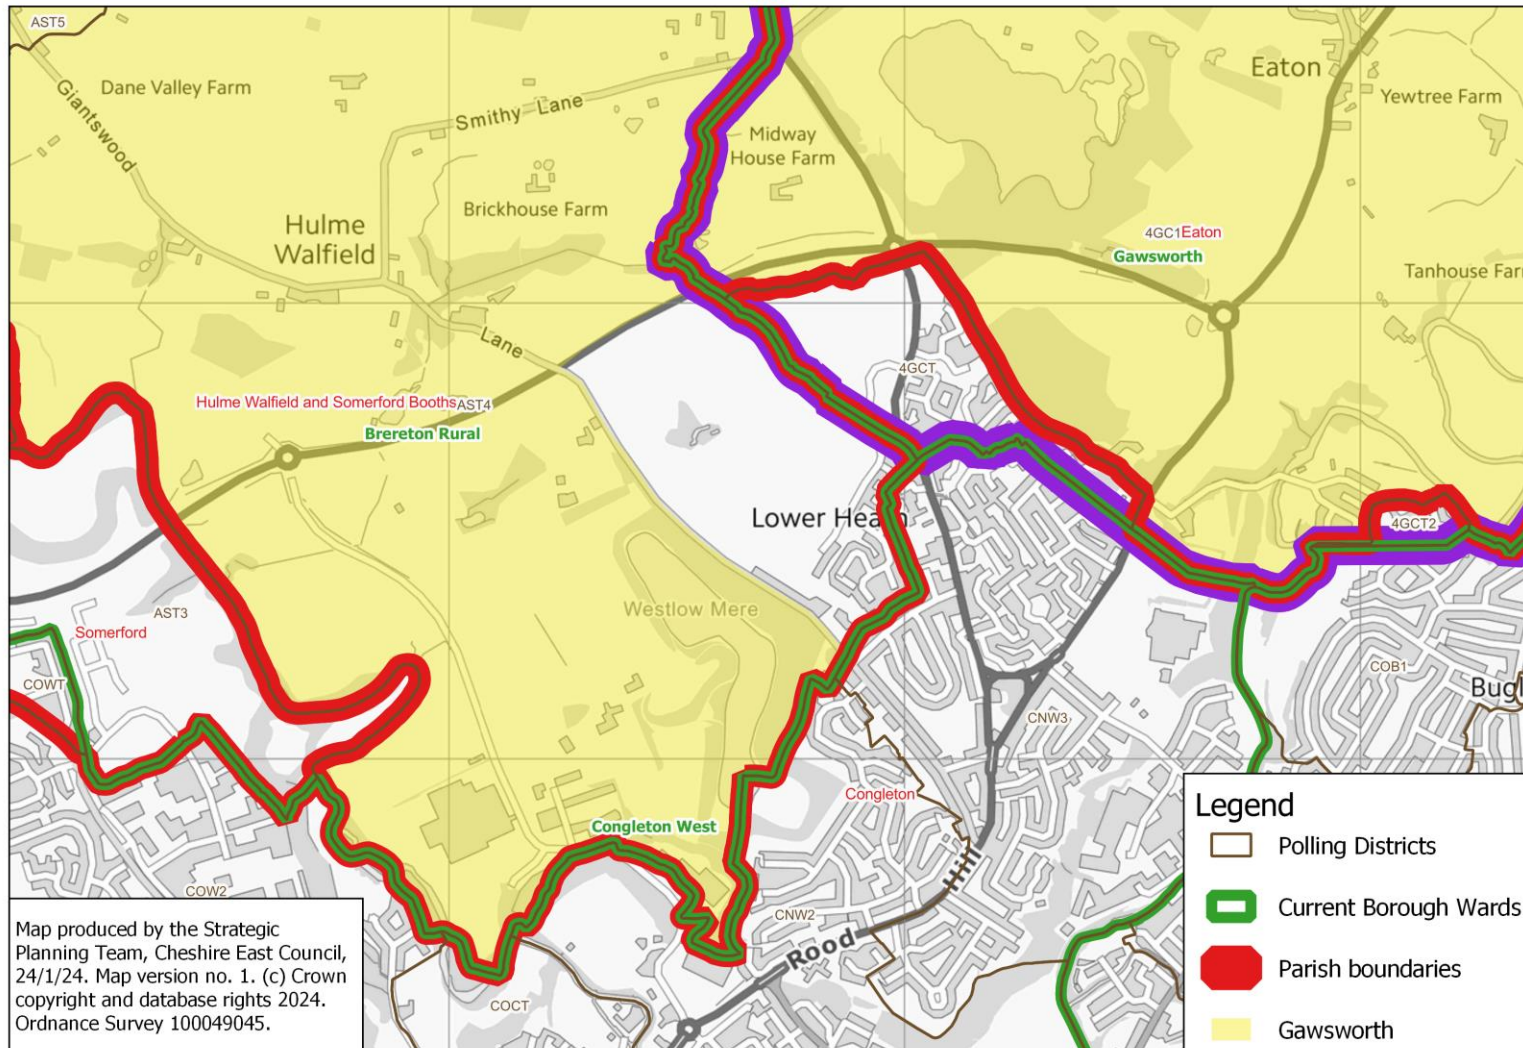 AST5
Dane Valley Farm
Giantswood
Smithy Lane
Midway
House Farm
Eaton
Yewtree Farm
Hulme
Walfield
Brickhouse Farm
4GC1Eaton
Gawsworth
Tanhouse Far
Lane
4GCT
Hulme Walfield and Somerford Booths
AST4
Brereton Rural
Lower Heath
4GCT2
Westlow Mere
AST3
Somerford
COWT
COB1
Bugl
CNW3
Congleton
Congleton West
COW2
CNW2
Rood
Hill
COCT
Map produced by the Strategic
Planning Team, Cheshire East Council,
24/1/24. Map version no. 1. (c) Crown
copyright and database rights 2024.
Ordnance Survey 100049045.
Legend
Polling Districts
Current Borough Wards
Parish boundaries
Gawsworth